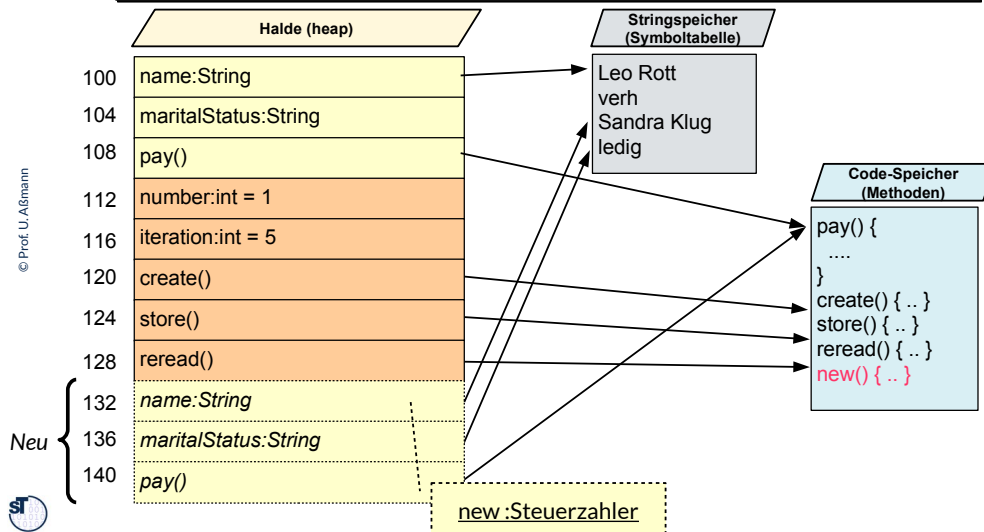 Halde (heap)
Stringspeicher
(Symboltabelle)
100 name:String
104 maritalStatus:String
108 pay()
112 number:int = 1
116 iteration:int = 5
120 create()
124 store()
128 reread()
132 name:String
136 maritalStatus:String
140 pay()
Neu
Leo Rott
verh
Sandra Klug
ledig
Code-Speicher
(Methoden)
pay() {
....
}
create() { .. }
store() { .. }
reread() { .. }
new() { .. }
new :Steuerzahler
© Prof. U. Aßmann
ST